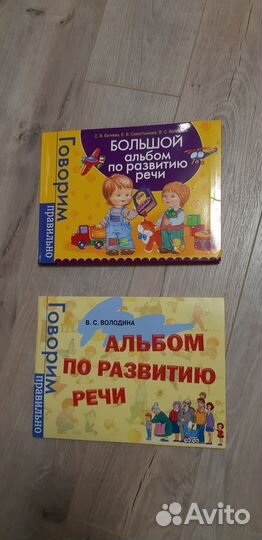 С. В. Батяева, Е. В. Савостьянова, В. С. Володина
БОЛЬШОЙ
альбом
по развитию
речи
Говорим
правильно
В. С. ВОЛОДИНА
АЛЬБОМ
ПО РАЗВИТИЮ
РЕЧИ
Говорим
правильно
Avito